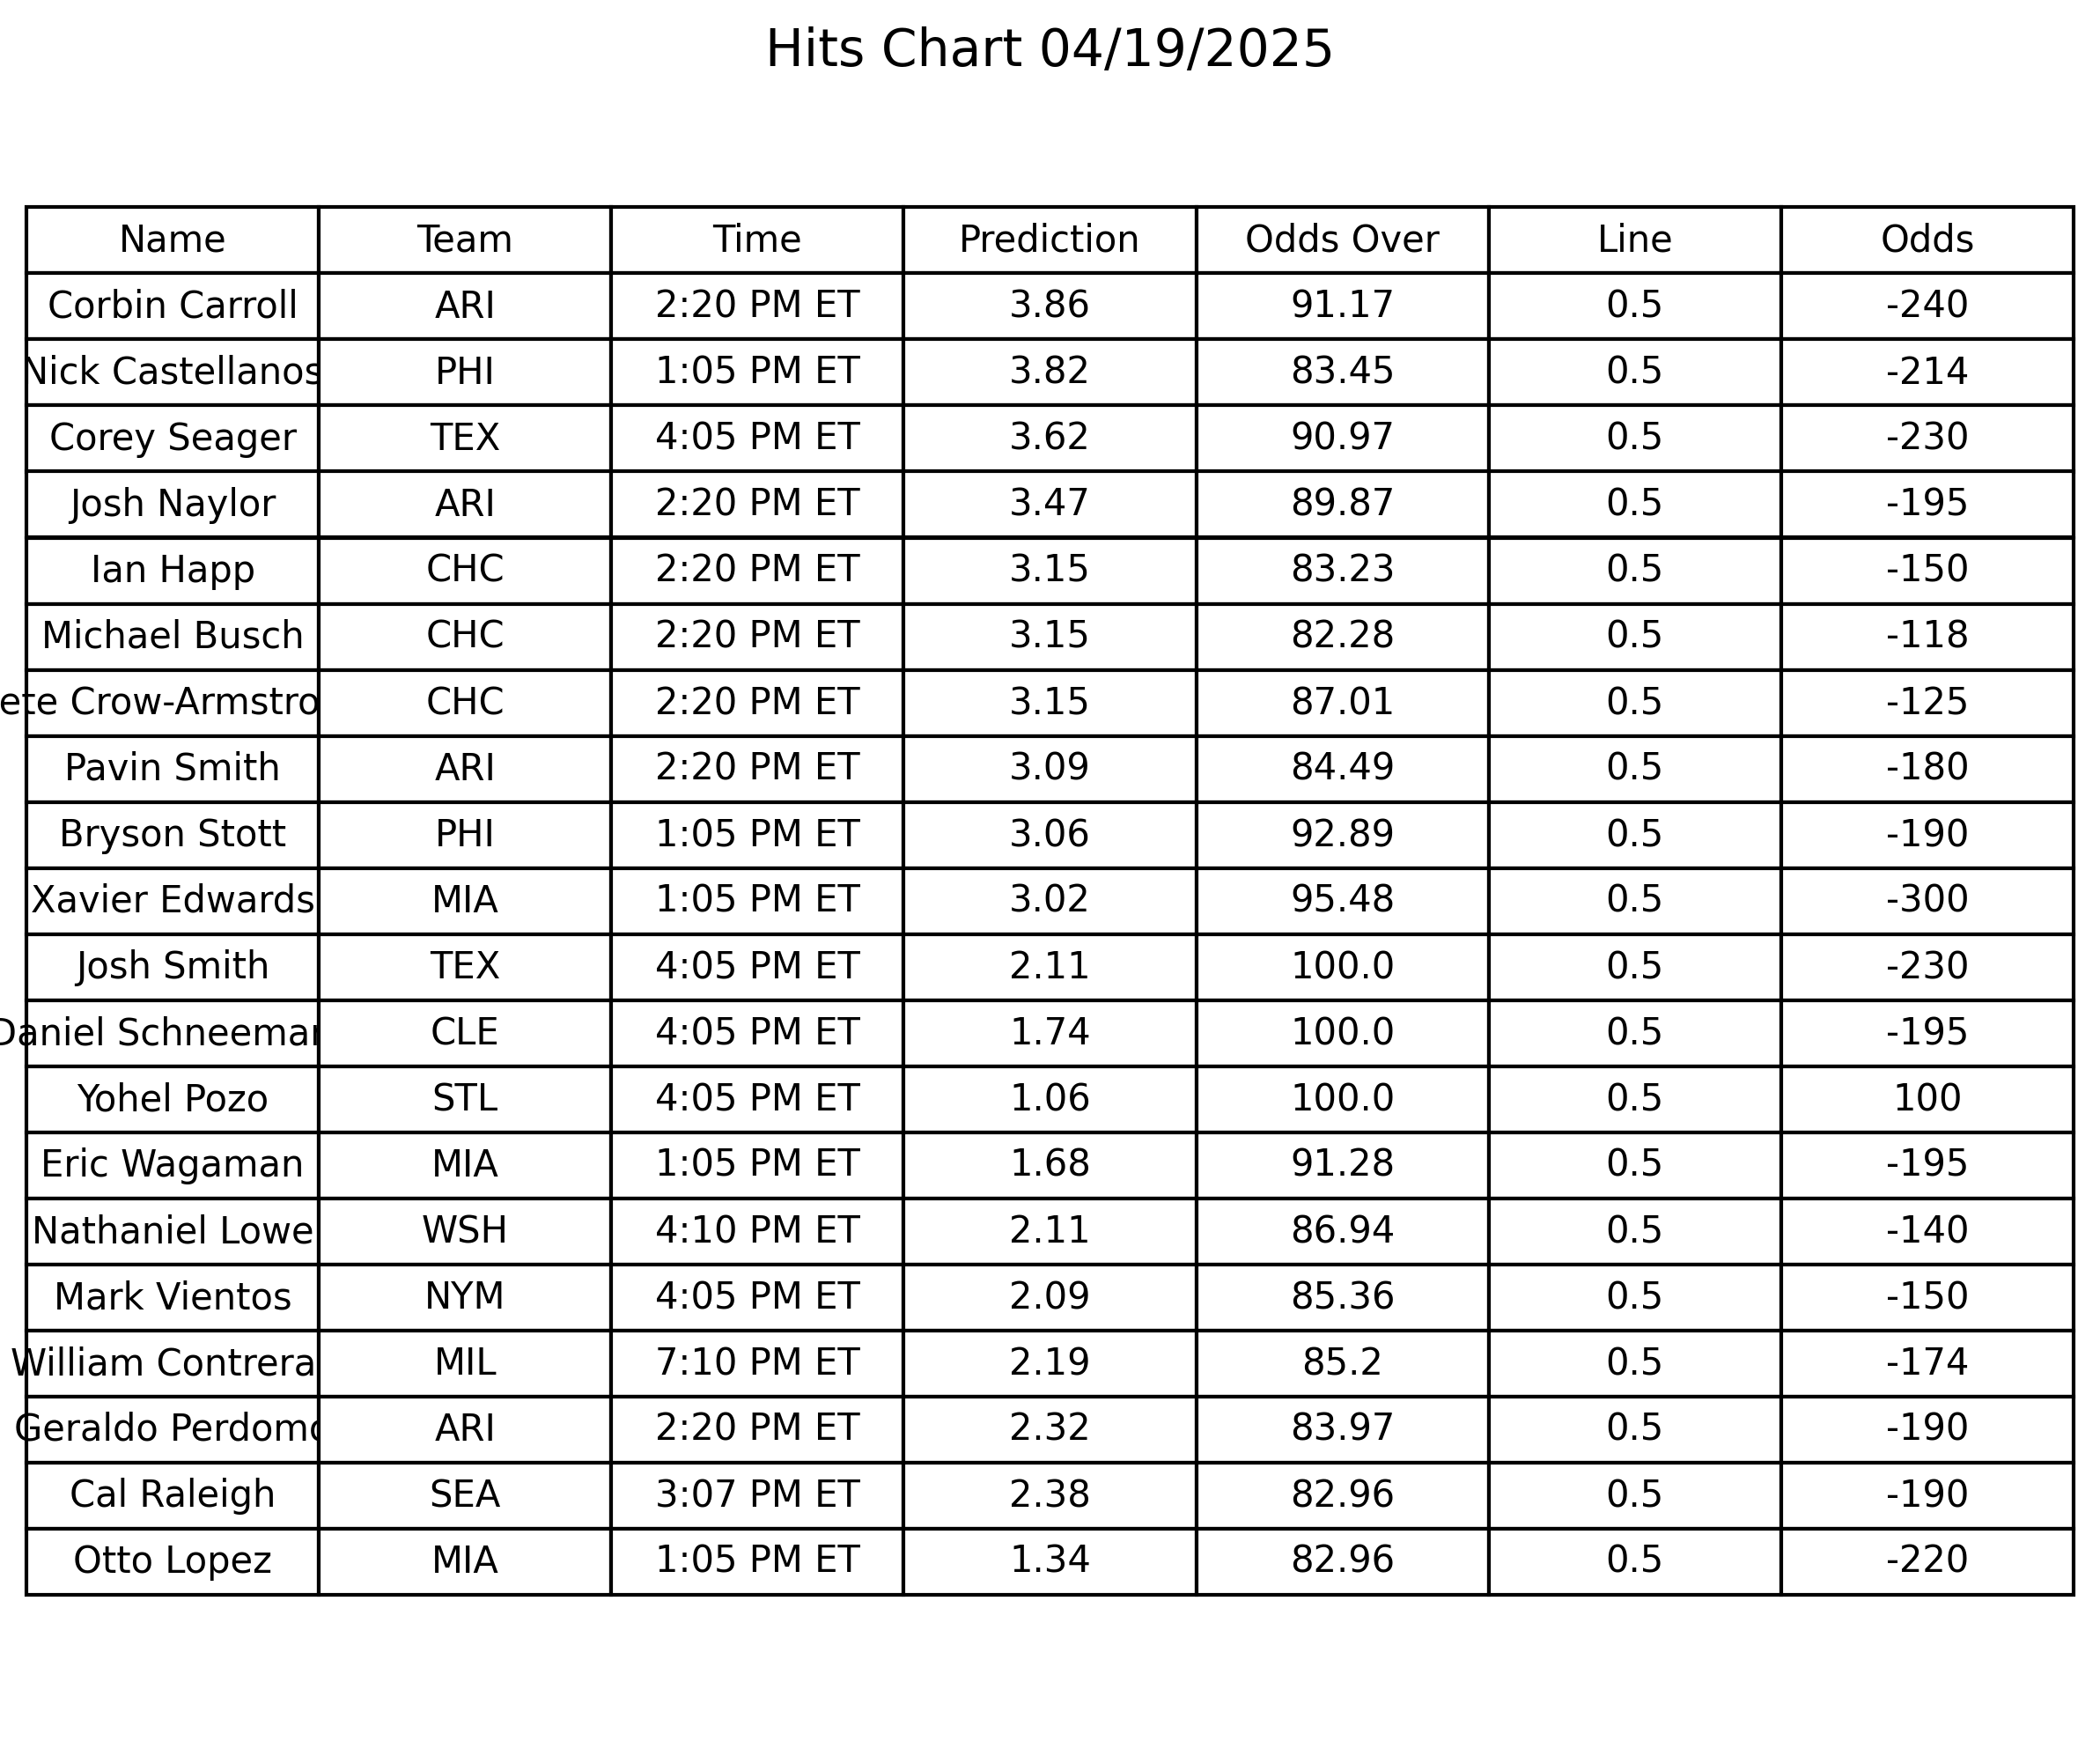 Hits Chart 04/19/2025
Name Team Time Prediction Odds Over Line Odds
Corbin Carroll ARI 2:20 PM ET 3.86 91.17 0.5 -240
Nick Castellanos PHI 1:05 PM ET 3.82 83.45 0.5 -214
Corey Seager TEX 4:05 PM ET 3.62 90.97 0.5 -230
Josh Naylor ARI 2:20 PM ET 3.47 89.87 0.5 -195
Ian Happ CHC 2:20 PM ET 3.15 83.23 0.5 -150
Michael Busch CHC 2:20 PM ET 3.15 82.28 0.5 -118
ete Crow-Armstro CHC 2:20 PM ET 3.15 87.01 0.5 -125
Pavin Smith ARI 2:20 PM ET 3.09 84.49 0.5 -180
Bryson Stott PHI 1:05 PM ET 3.06 92.89 0.5 -190
Xavier Edwards MIA 1:05 PM ET 3.02 95.48 0.5 -300
Josh Smith TEX 4:05 PM ET 2.11 100.0 0.5 -230
Daniel Schneeman CLE 4:05 PM ET 1.74 100.0 0.5 -195
Yohel Pozo STL 4:05 PM ET 1.06 100.0 0.5 100
Eric Wagaman MIA 1:05 PM ET 1.68 91.28 0.5 -195
Nathaniel Lowe WSH 4:10 PM ET 2.11 86.94 0.5 -140
Mark Vientos NYM 4:05 PM ET 2.09 85.36 0.5 -150
William Contrera MIL 7:10 PM ET 2.19 85.2 0.5 -174
Geraldo Perdomo ARI 2:20 PM ET 2.32 83.97 0.5 -190
Cal Raleigh SEA 3:07 PM ET 2.38 82.96 0.5 -190
Otto Lopez MIA 1:05 PM ET 1.34 82.96 0.5 -220